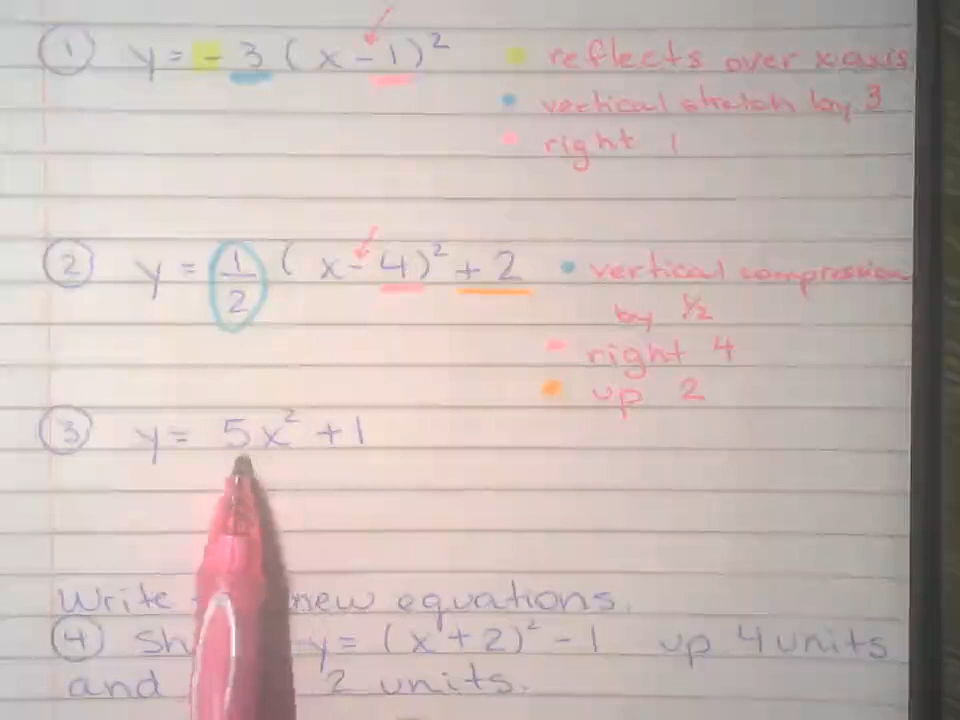 ① y = - 3 (x - 1)² reflects over x axis
vertical stretch by 3
right 1
② y = 1/2 (x - 4)² + 2 vertical compression
by 1/2
right 4
up 2
③ y = 5x² + 1
Write new equations.
④ y = (x + 2)² - 1 up 4 units
and 2 units.